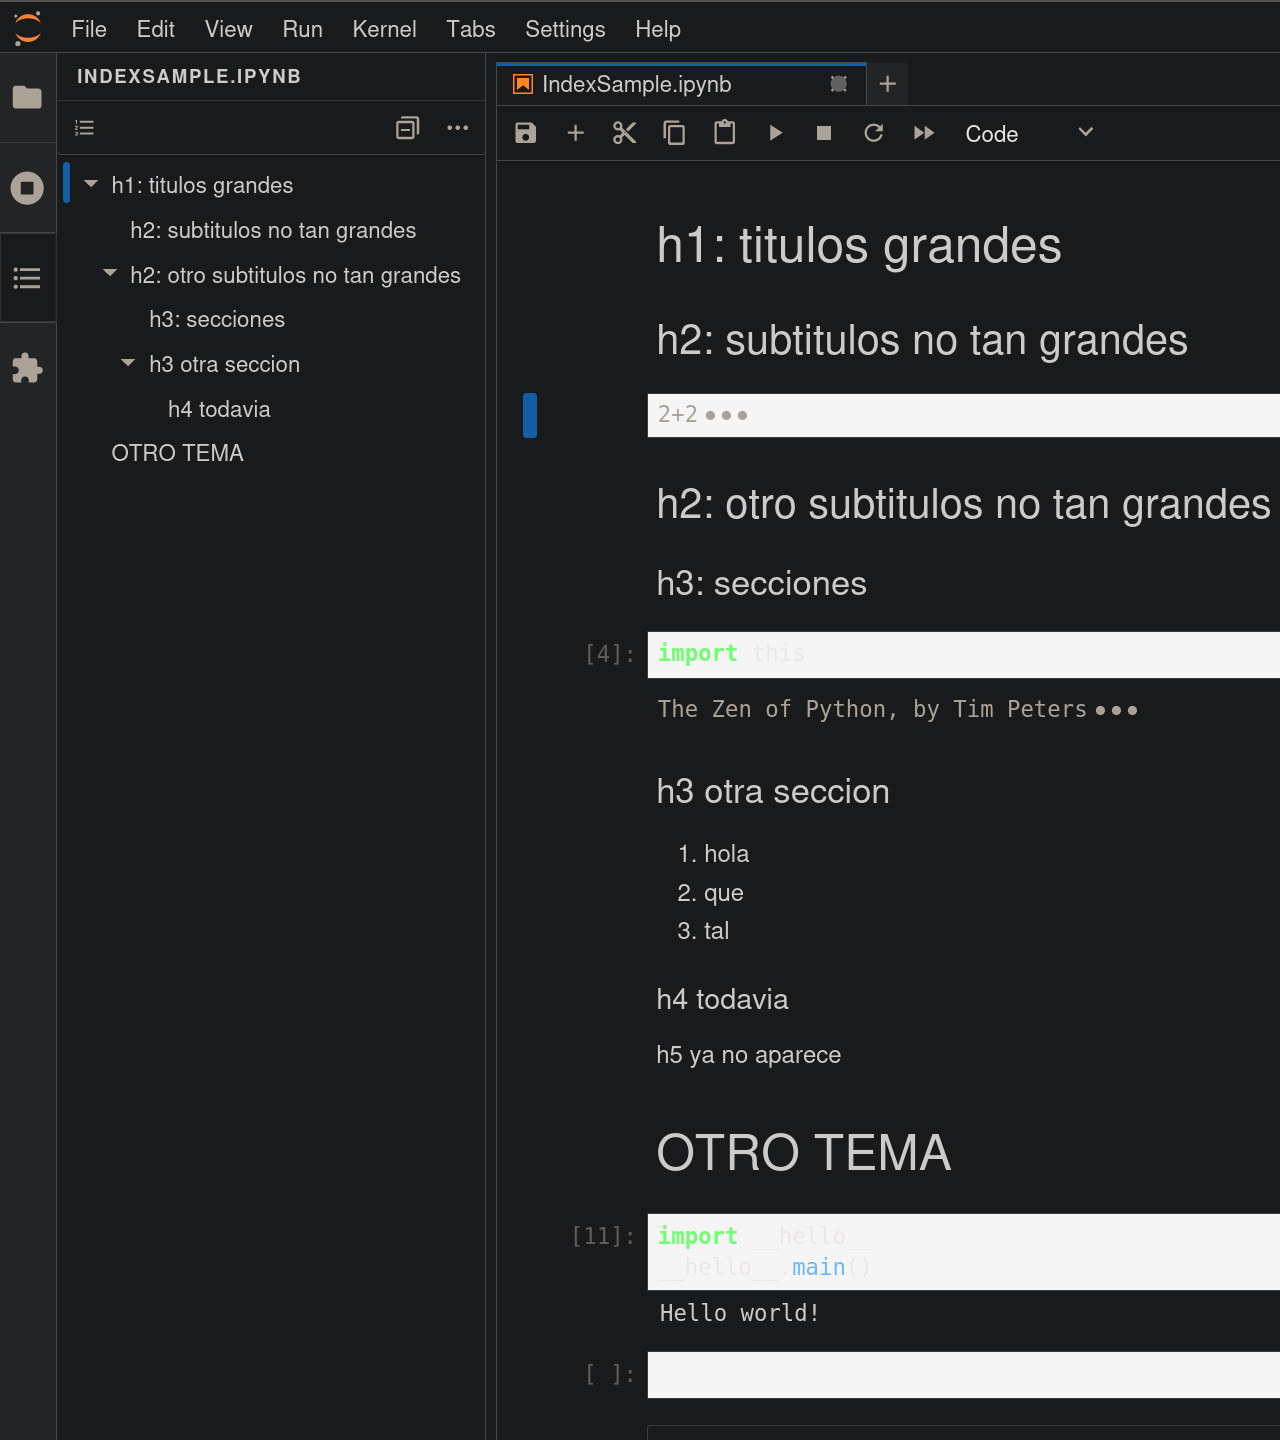 File Edit View Run Kernel Tabs Settings Help
INDEXSAMPLE.IPYNB
h1: titulos grandes
h2: subtitulos no tan grandes
h2: otro subtitulos no tan grandes
h3: secciones
h3 otra seccion
h4 todavia
OTRO TEMA
IndexSample.ipynb
Code
h1: titulos grandes
h2: subtitulos no tan grandes
2+2
h2: otro subtitulos no tan grandes
h3: secciones
[4]: import this
The Zen of Python, by Tim Peters
h3 otra seccion
1. hola
2. que
3. tal
h4 todavia
h5 ya no aparece
OTRO TEMA
[11]: import __hello__
__hello__.main()
Hello world!
[ ]: